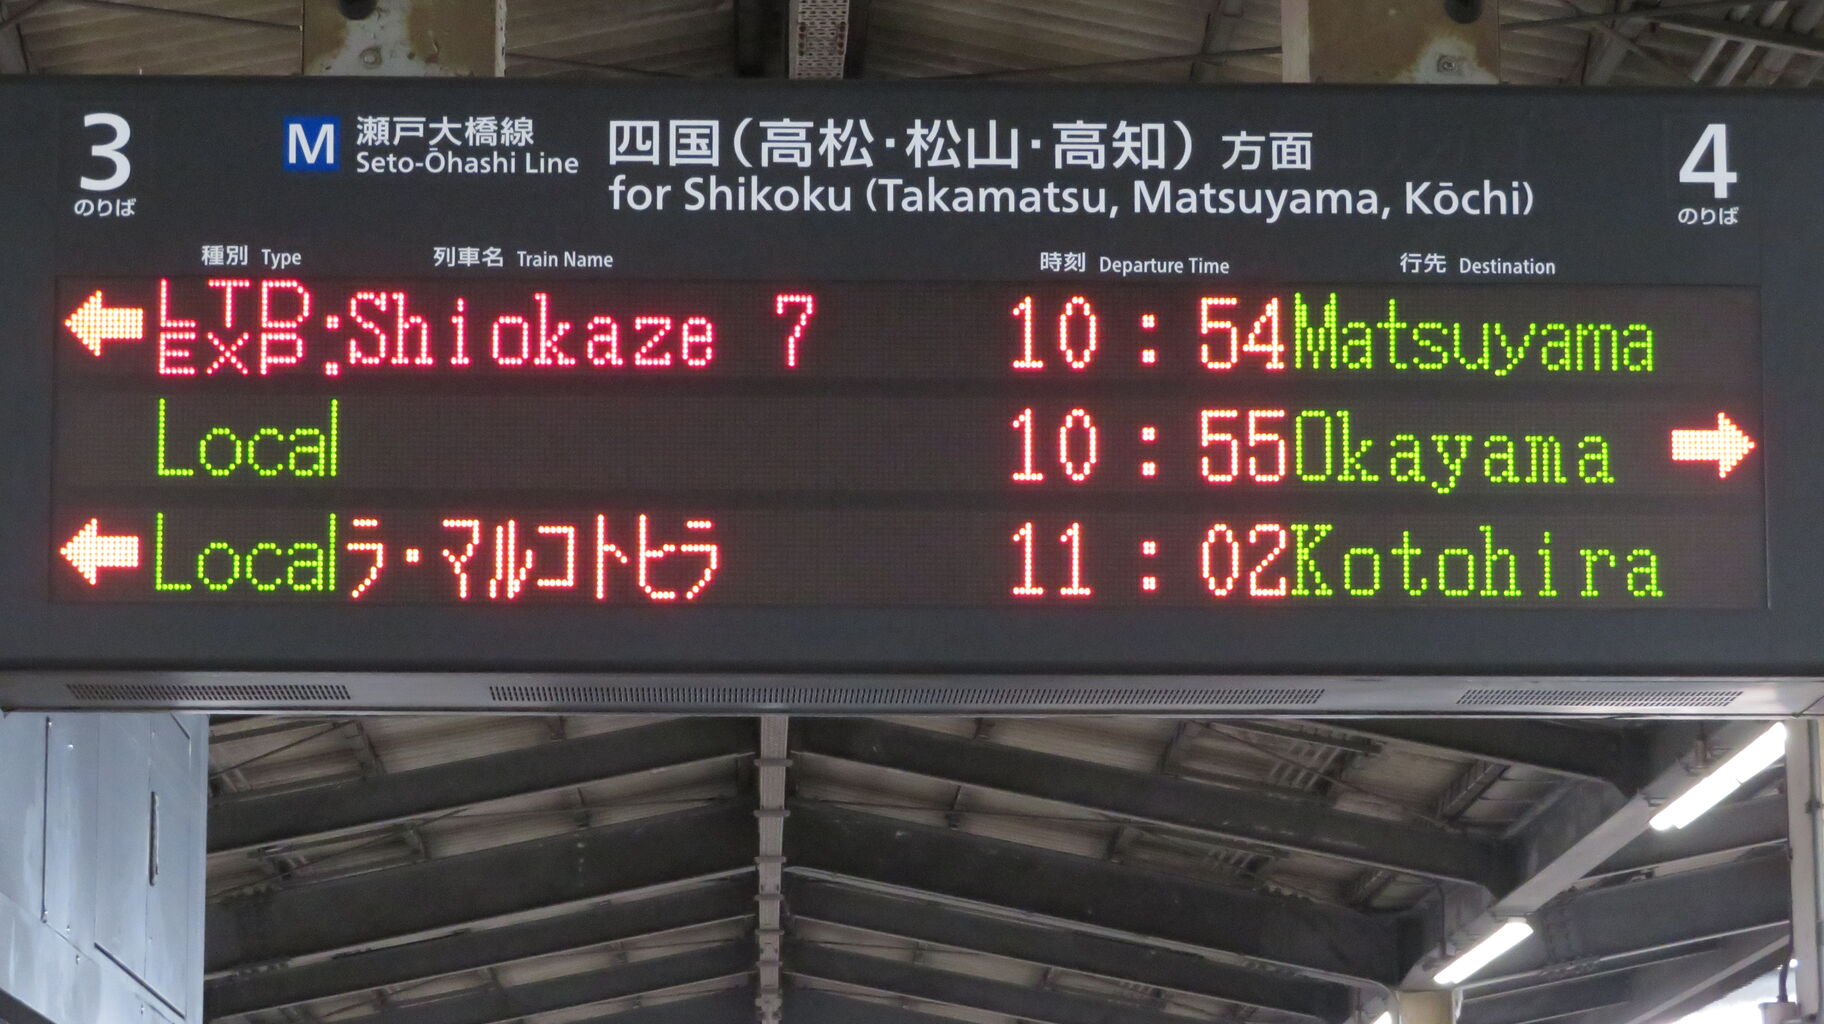 3
のりば
M 瀬戸大橋線
Seto-Ōhashi Line
四国(高松・松山・高知) 方面
for Shikoku (Takamatsu, Matsuyama, Kōchi)
4
のりば
種別 Type 列車名 Train Name 時刻 Departure Time 行先 Destination
LTD EXP:Shiokaze 7 10:54 Matsuyama
Local 10:55 Okayama
Local ラ・マルコトヒラ 11:02 Kotohira